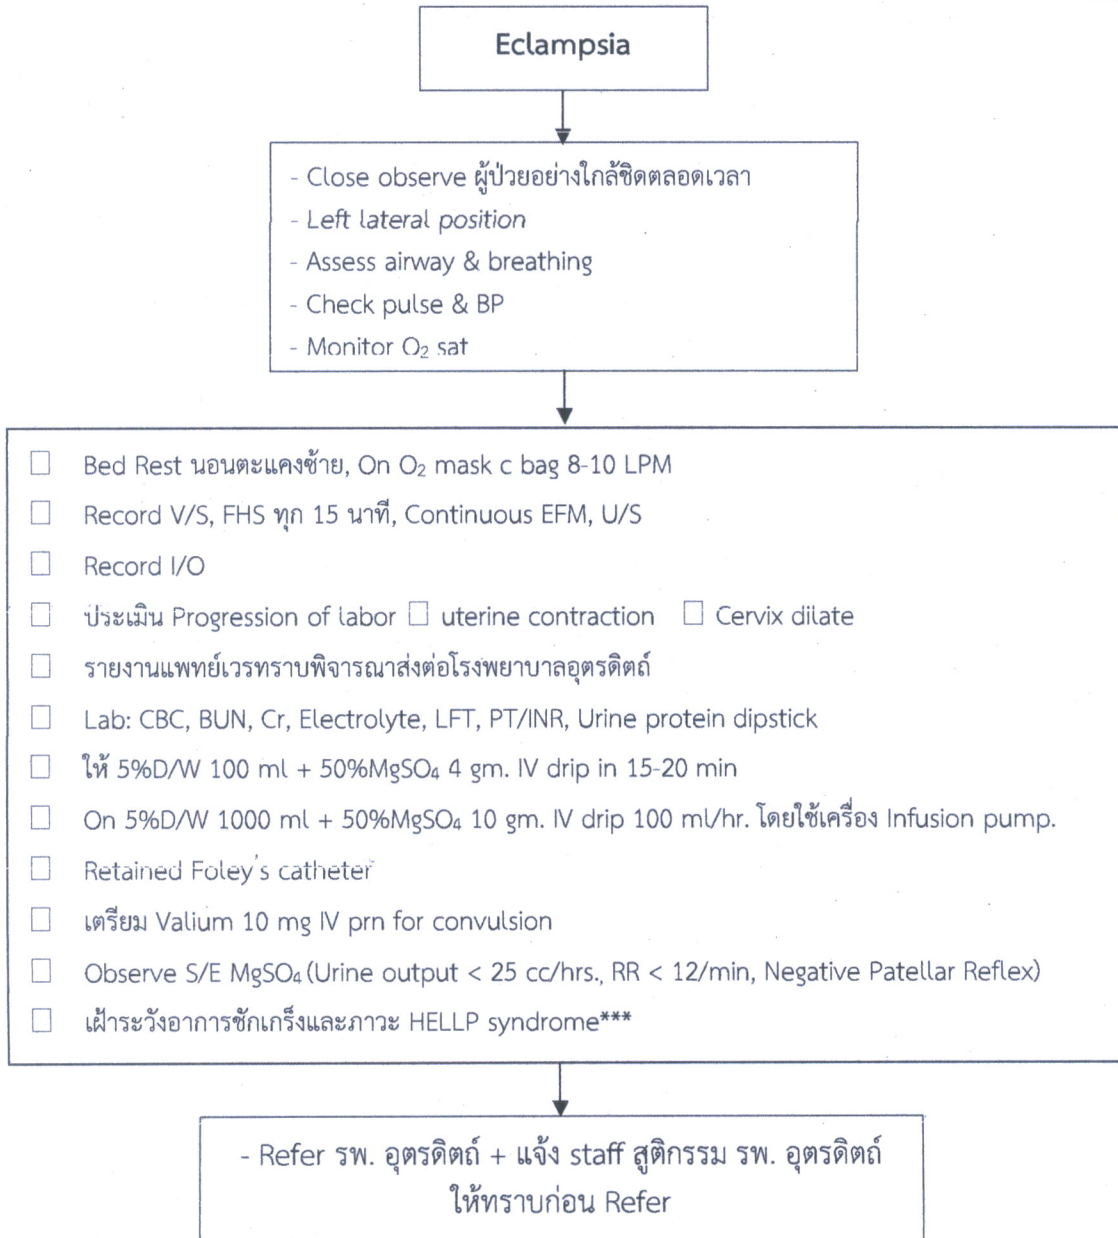 Eclampsia
- Close observe ผู้ป่วยอย่างใกล้ชิดตลอดเวลา
- Left lateral position
- Assess airway & breathing
- Check pulse & BP
- Monitor O₂ sat
☐ Bed Rest นอนตะแคงซ้าย, On O₂ mask c bag 8-10 LPM
☐ Record V/S, FHS ทุก 15 นาที, Continuous EFM, U/S
☐ Record I/O
☐ ประเมิน Progression of labor ☐ uterine contraction ☐ Cervix dilate
☐ รายงานแพทย์เวรทราบพิจารณาส่งต่อโรงพยาบาลอุตรดิตถ์
☐ Lab: CBC, BUN, Cr, Electrolyte, LFT, PT/INR, Urine protein dipstick
☐ ให้ 5%D/W 100 ml + 50%MgSO₄ 4 gm. IV drip in 15-20 min
☐ On 5%D/W 1000 ml + 50%MgSO₄ 10 gm. IV drip 100 ml/hr. โดยใช้เครื่อง Infusion pump.
☐ Retained Foley's catheter
☐ เตรียม Valium 10 mg IV prn for convulsion
☐ Observe S/E MgSO₄ (Urine output < 25 cc/hrs., RR < 12/min, Negative Patellar Reflex)
☐ เฝ้าระวังอาการชักเกร็งและภาวะ HELLP syndrome***
- Refer รพ. อุตรดิตถ์ + แจ้ง staff สูติกรรม รพ. อุตรดิตถ์
ให้ทราบก่อน Refer